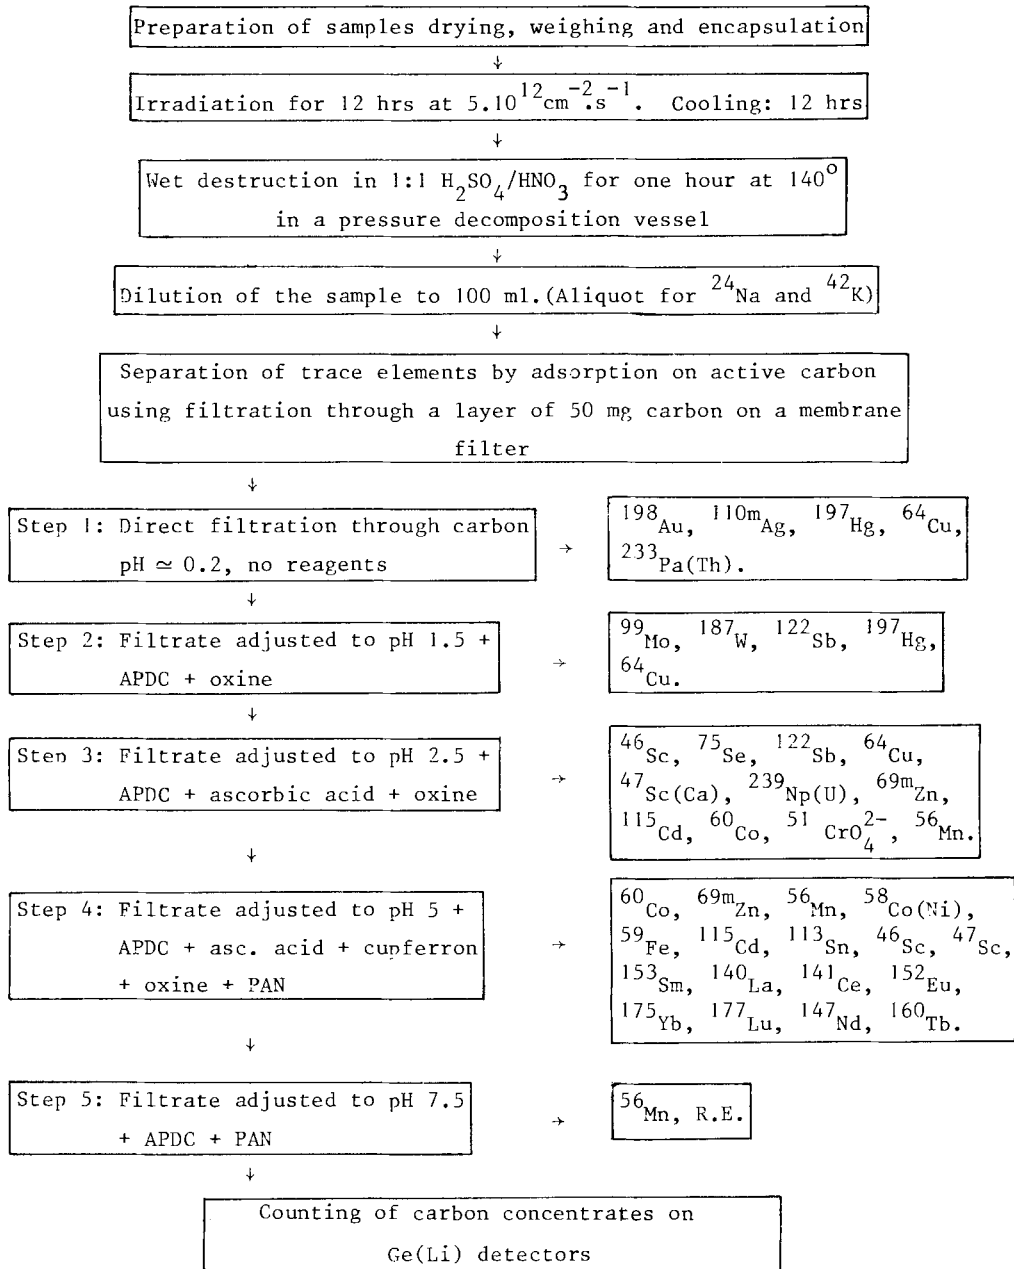 Preparation of samples drying, weighing and encapsulation
↓
Irradiation for 12 hrs at 5.10¹²cm⁻².s⁻¹. Cooling: 12 hrs
↓
Wet destruction in 1:1 H₂SO₄/HNO₃ for one hour at 140°
in a pressure decomposition vessel
↓
Dilution of the sample to 100 ml.(Aliquot for ²⁴Na and ⁴²K)
↓
Separation of trace elements by adsorption on active carbon
using filtration through a layer of 50 mg carbon on a membrane
filter
↓
Step 1: Direct filtration through carbon
pH ≃ 0.2, no reagents
→
¹⁹⁸Au, ¹¹⁰ᵐAg, ¹⁹⁷Hg, ⁶⁴Cu,
²³³Pa(Th).
↓
Step 2: Filtrate adjusted to pH 1.5 +
APDC + oxine
→
⁹⁹Mo, ¹⁸⁷W, ¹²²Sb, ¹⁹⁷Hg,
⁶⁴Cu.
↓
Step 3: Filtrate adjusted to pH 2.5 +
APDC + ascorbic acid + oxine
→
⁴⁶Sc, ⁷⁵Se, ¹²²Sb, ⁶⁴Cu,
⁴⁷Sc(Ca), ²³⁹Np(U), ⁶⁹ᵐZn,
¹¹⁵Cd, ⁶⁰Co, ⁵¹CrO₄²⁻, ⁵⁶Mn.
↓
Step 4: Filtrate adjusted to pH 5 +
APDC + asc. acid + cupferron
+ oxine + PAN
→
⁶⁰Co, ⁶⁹ᵐZn, ⁵⁶Mn, ⁵⁸Co(Ni),
⁵⁹Fe, ¹¹⁵Cd, ¹¹³Sn, ⁴⁶Sc, ⁴⁷Sc,
¹⁵³Sm, ¹⁴⁰La, ¹⁴¹Ce, ¹⁵²Eu,
¹⁷⁵Yb, ¹⁷⁷Lu, ¹⁴⁷Nd, ¹⁶⁰Tb.
↓
Step 5: Filtrate adjusted to pH 7.5
+ APDC + PAN
→
⁵⁶Mn, R.E.
↓
Counting of carbon concentrates on
Ge(Li) detectors